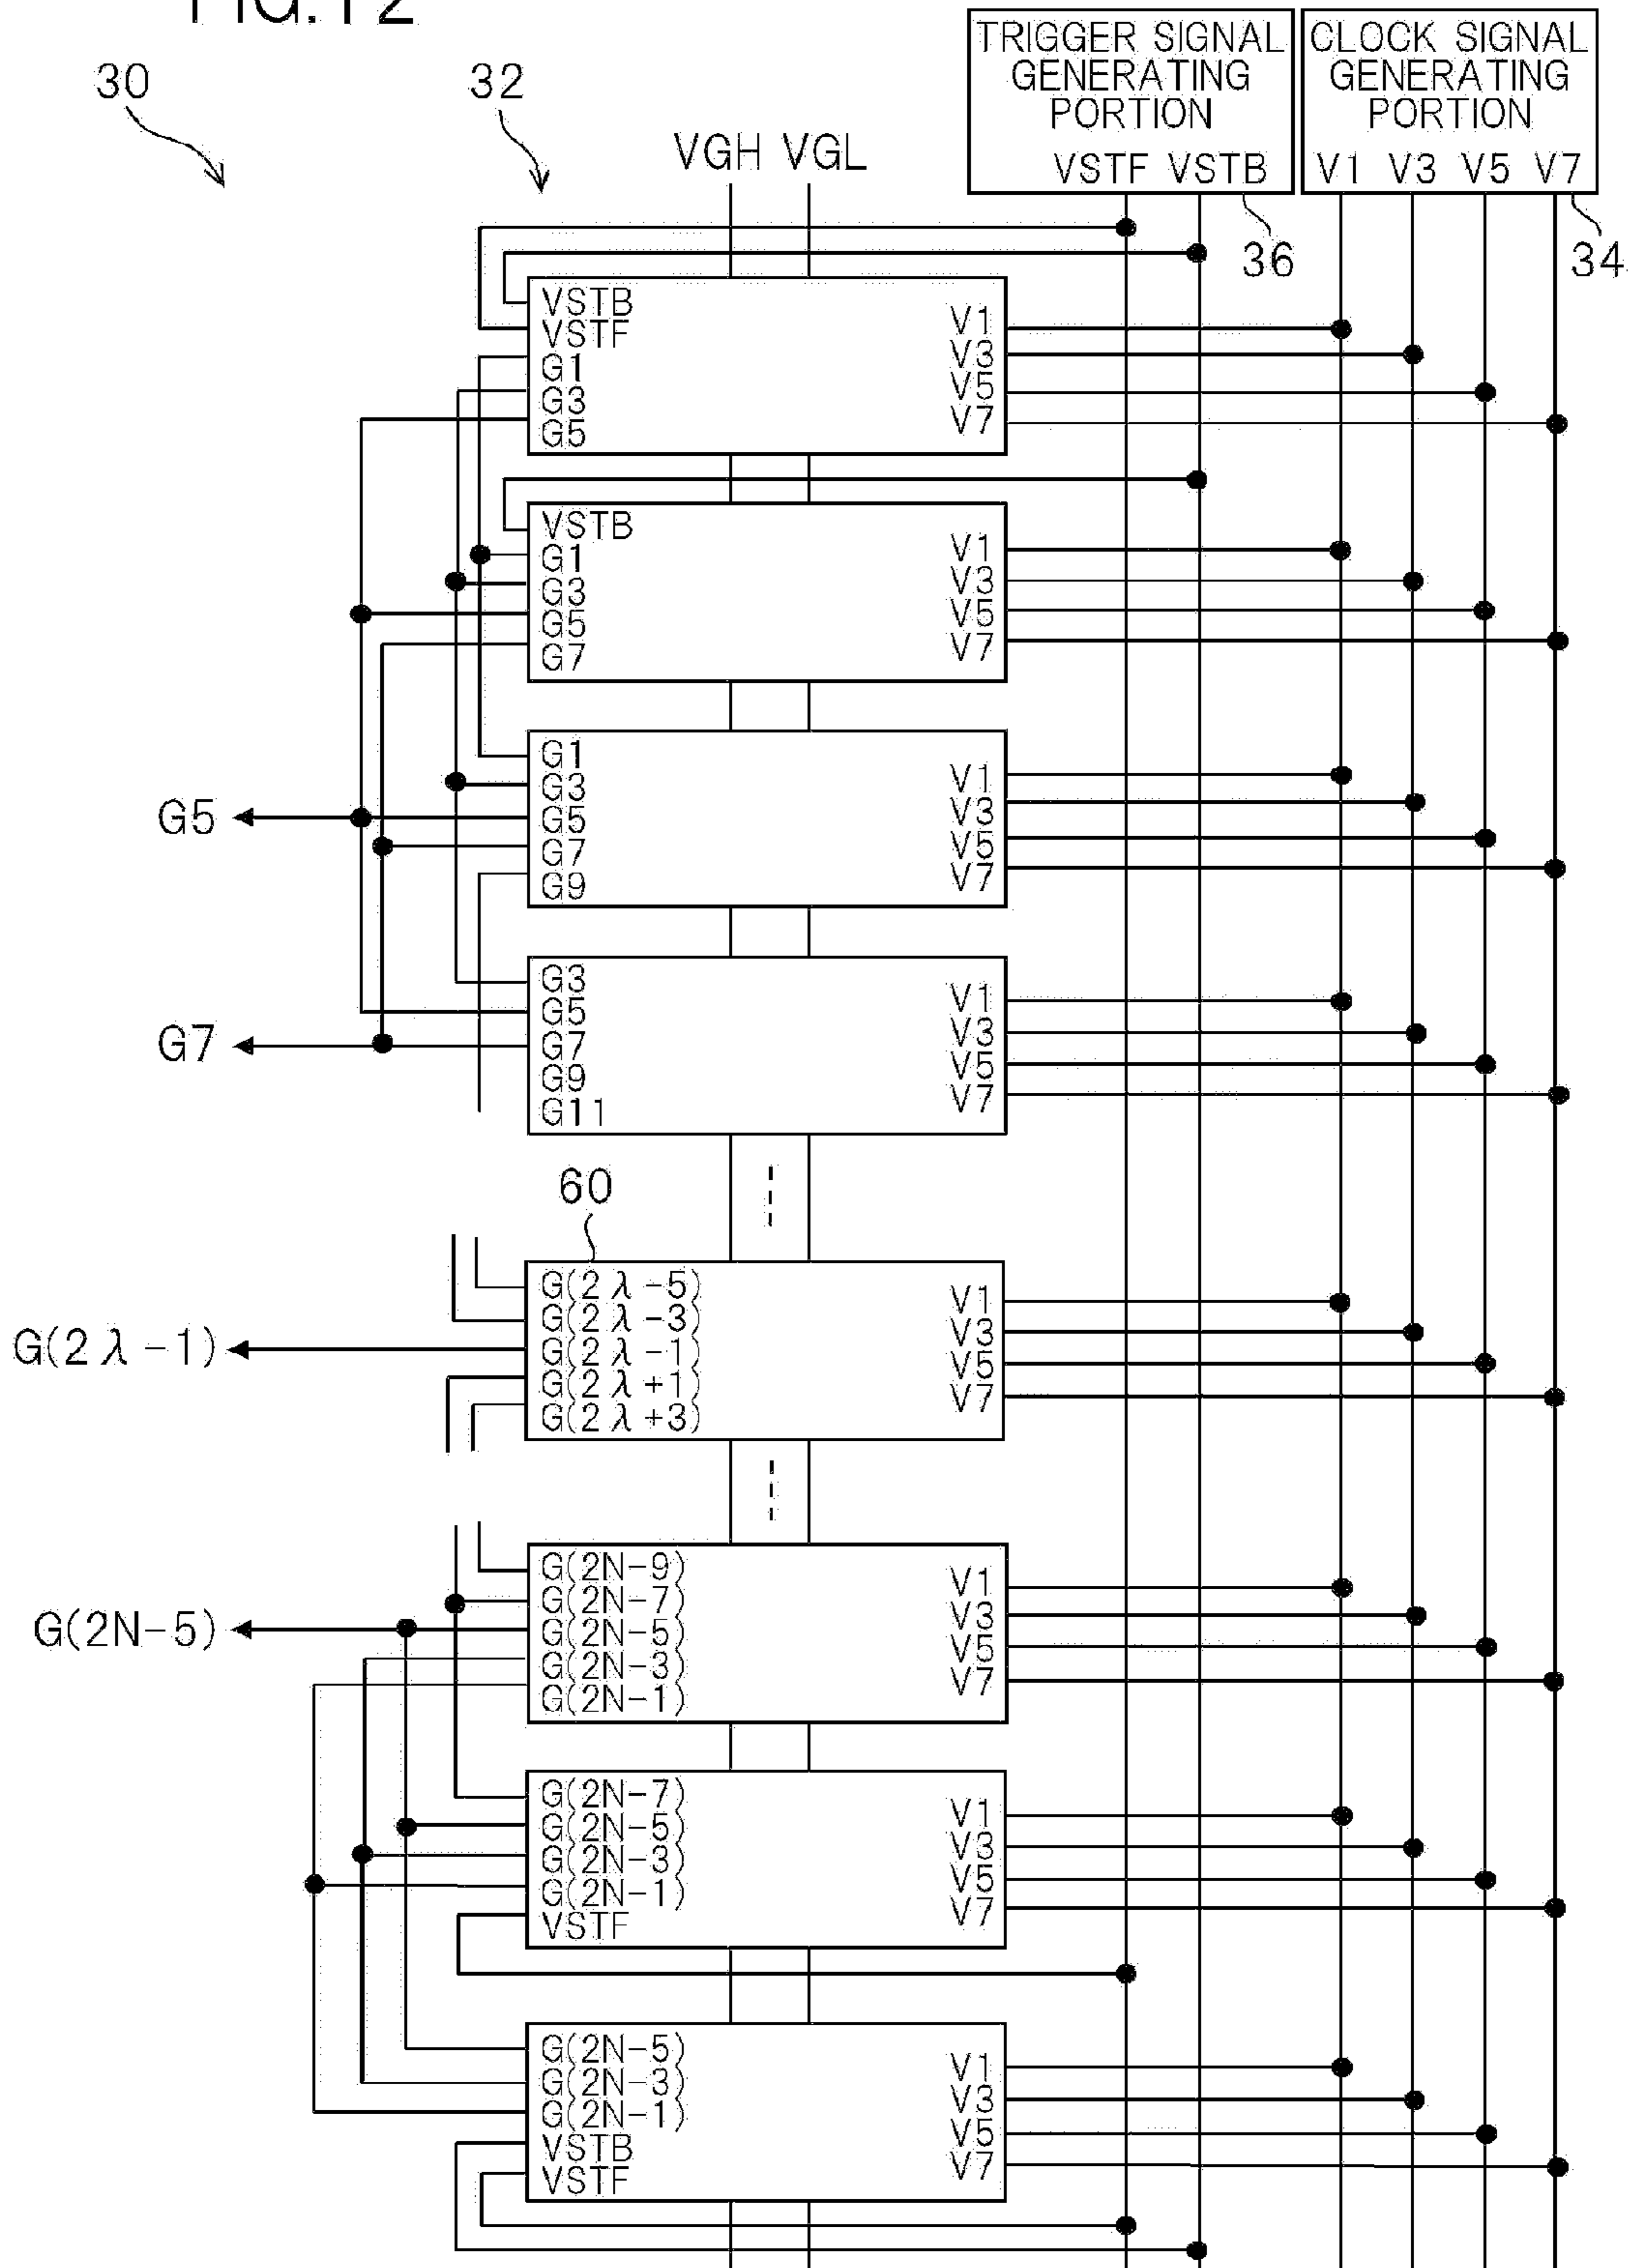 FIG.12
30
32
VGH VGL
TRIGGER SIGNAL
GENERATING
PORTION
VSTF VSTB
CLOCK SIGNAL
GENERATING
PORTION
V1 V3 V5 V7
36
34
VSTB
VSTF
G1
G3
G5
V1
V3
V5
V7
VSTB
G1
G3
G5
G7
V1
V3
V5
V7
G5
G1
G3
G5
G7
G9
V1
V3
V5
V7
G7
G3
G5
G7
G9
G11
V1
V3
V5
V7
60
G(2λ-1)
G(2λ-5)
G(2λ-3)
G(2λ-1)
G(2λ+1)
G(2λ+3)
V1
V3
V5
V7
G(2N-5)
G(2N-9)
G(2N-7)
G(2N-5)
G(2N-3)
G(2N-1)
V1
V3
V5
V7
G(2N-7)
G(2N-5)
G(2N-3)
G(2N-1)
VSTF
V1
V3
V5
V7
G(2N-5)
G(2N-3)
G(2N-1)
VSTB
VSTF
V1
V3
V5
V7